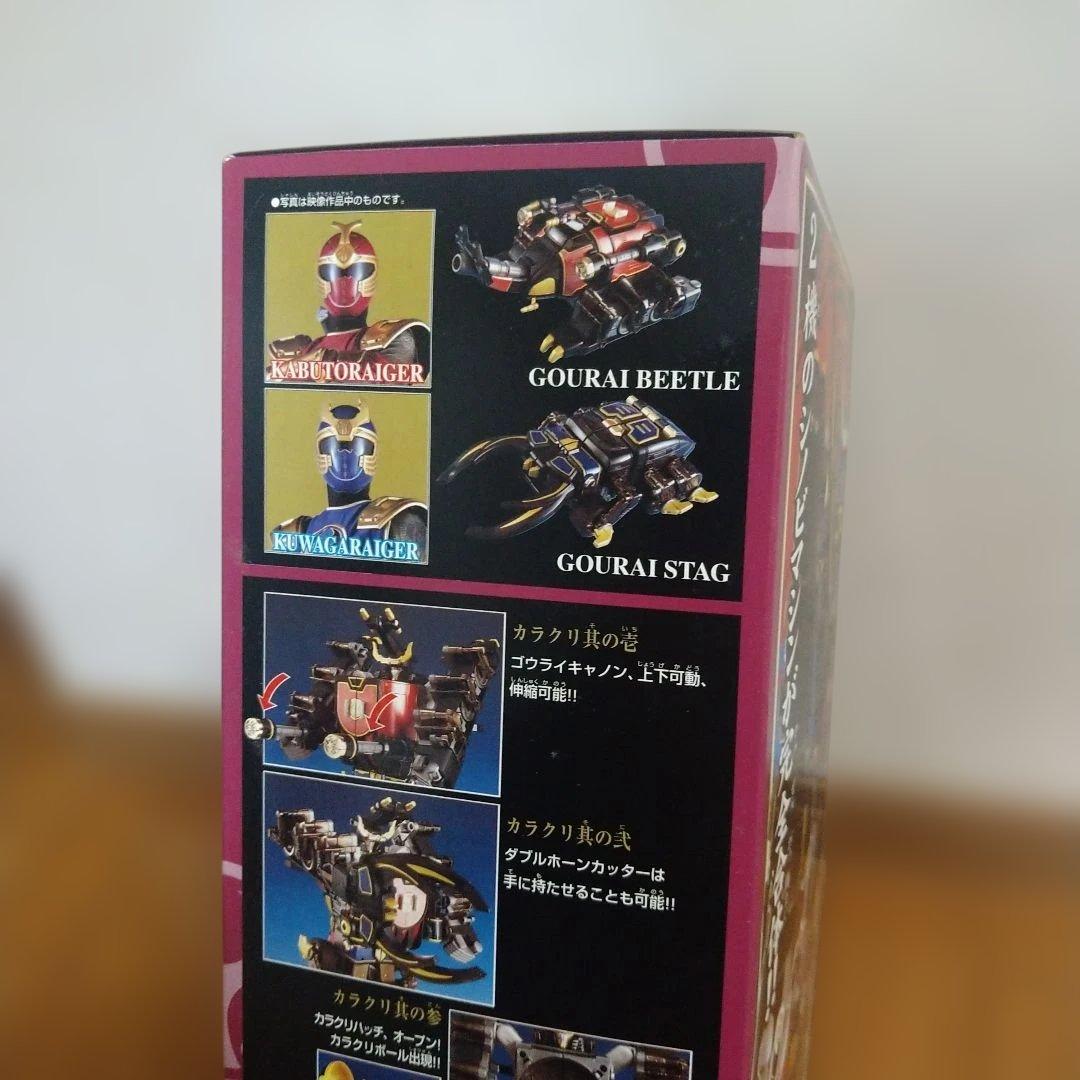 ●写真は映像作品中のものです。
KABUTORAIGER
GOURAI BEETLE
KUWAGARAIGER
GOURAI STAG
カラクリ其の壱
ゴウライキャノン、上下可動、
伸縮可能!!
カラクリ其の弐
ダブルホーンカッターは
手に持たせることも可能!!
カラクリ其の参
カラクリハッチ、オープン!
カラクリボール出現!!
2機のシノビマシンが完全合体!!